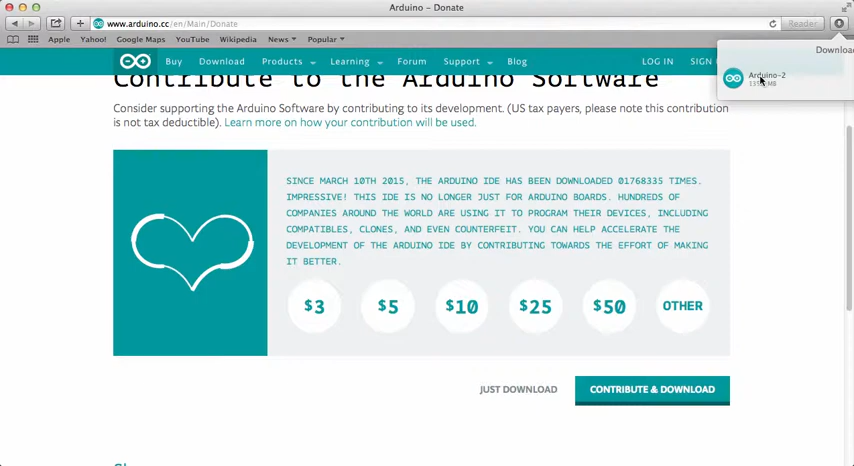 Arduino – Donate
www.arduino.cc/en/Main/Donate
Reader
Apple Yahoo! Google Maps YouTube Wikipedia News Popular
Buy Download Products Learning Forum Support Blog LOG IN SIGN
Downloa
Arduino-2
Contribute to the Arduino Software
Consider supporting the Arduino Software by contributing to its development. (US tax payers, please note this contribution
is not tax deductible). Learn more on how your contribution will be used.
SINCE MARCH 10TH 2015, THE ARDUINO IDE HAS BEEN DOWNLOADED 01768335 TIMES.
IMPRESSIVE! THIS IDE IS NO LONGER JUST FOR ARDUINO BOARDS. HUNDREDS OF
COMPANIES AROUND THE WORLD ARE USING IT TO PROGRAM THEIR DEVICES, INCLUDING
COMPATIBLES, CLONES, AND EVEN COUNTERFEIT. YOU CAN HELP ACCELERATE THE
DEVELOPMENT OF THE ARDUINO IDE BY CONTRIBUTING TOWARDS THE EFFORT OF MAKING
IT BETTER.
$3 $5 $10 $25 $50 OTHER
JUST DOWNLOAD CONTRIBUTE & DOWNLOAD